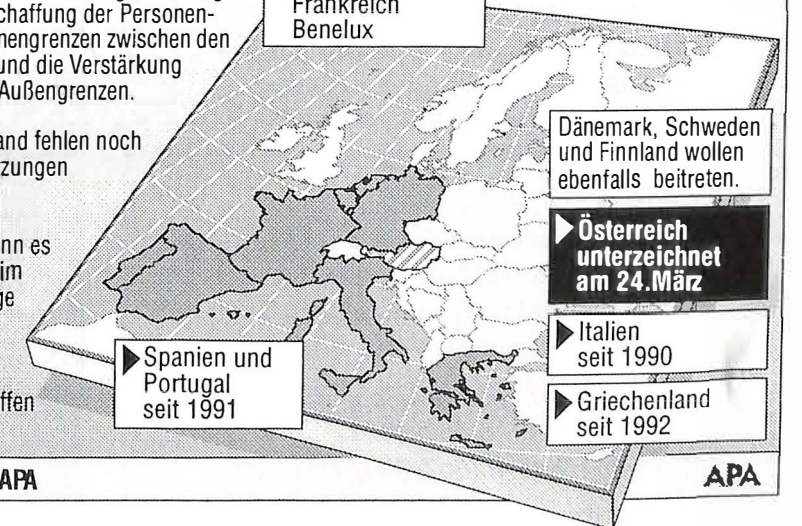 chaffung der Personen-
nengrenzen zwischen den
und die Verstärkung
Außengrenzen.
and fehlen noch
zungen
nn es
im
ge
ffen
Frankreich
Benelux
Dänemark, Schweden
und Finnland wollen
ebenfalls beitreten.
Österreich
unterzeichnet
am 24.März
Italien
seit 1990
Griechenland
seit 1992
Spanien und
Portugal
seit 1991
APA
APA